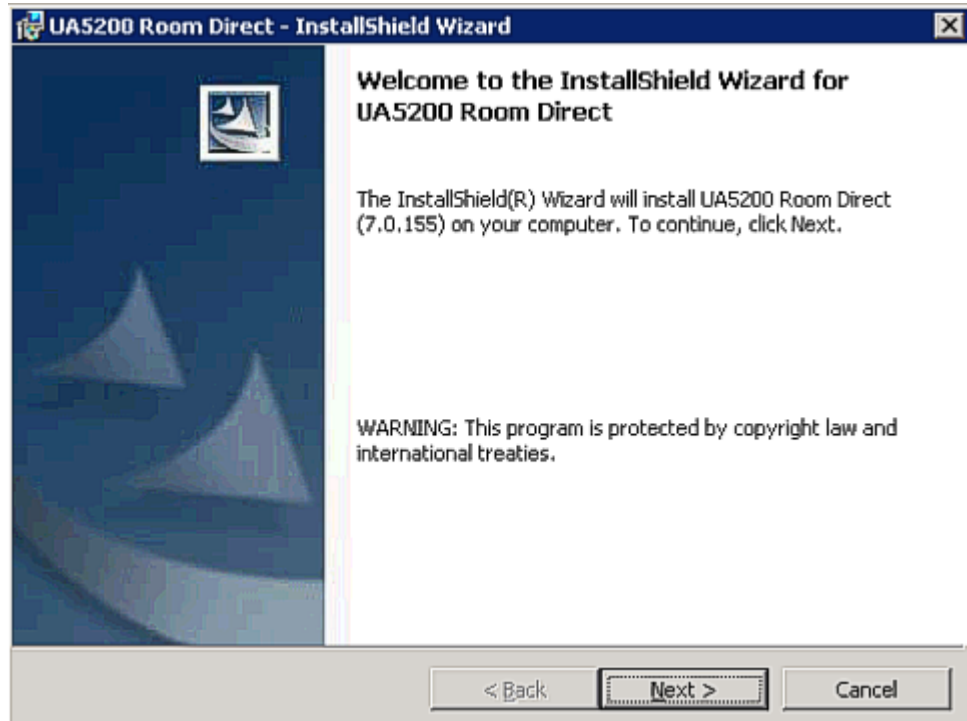 UA5200 Room Direct - InstallShield Wizard
Welcome to the InstallShield Wizard for
UA5200 Room Direct
The InstallShield(R) Wizard will install UA5200 Room Direct
(7.0.155) on your computer. To continue, click Next.
WARNING: This program is protected by copyright law and
international treaties.
< Back
Next >
Cancel